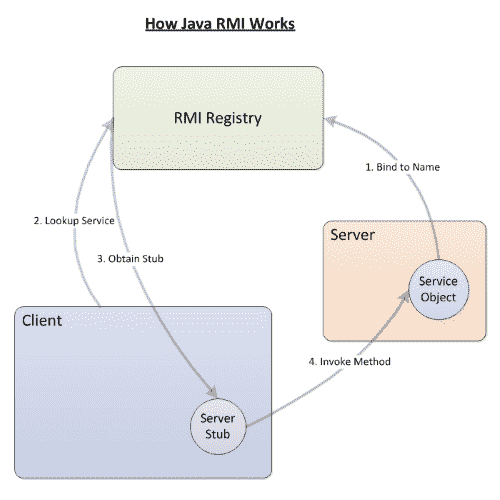 How Java RMI Works
RMI Registry
1. Bind to Name
2. Lookup Service
3. Obtain Stub
Server
Service
Object
Client
4. Invoke Method
Server
Stub